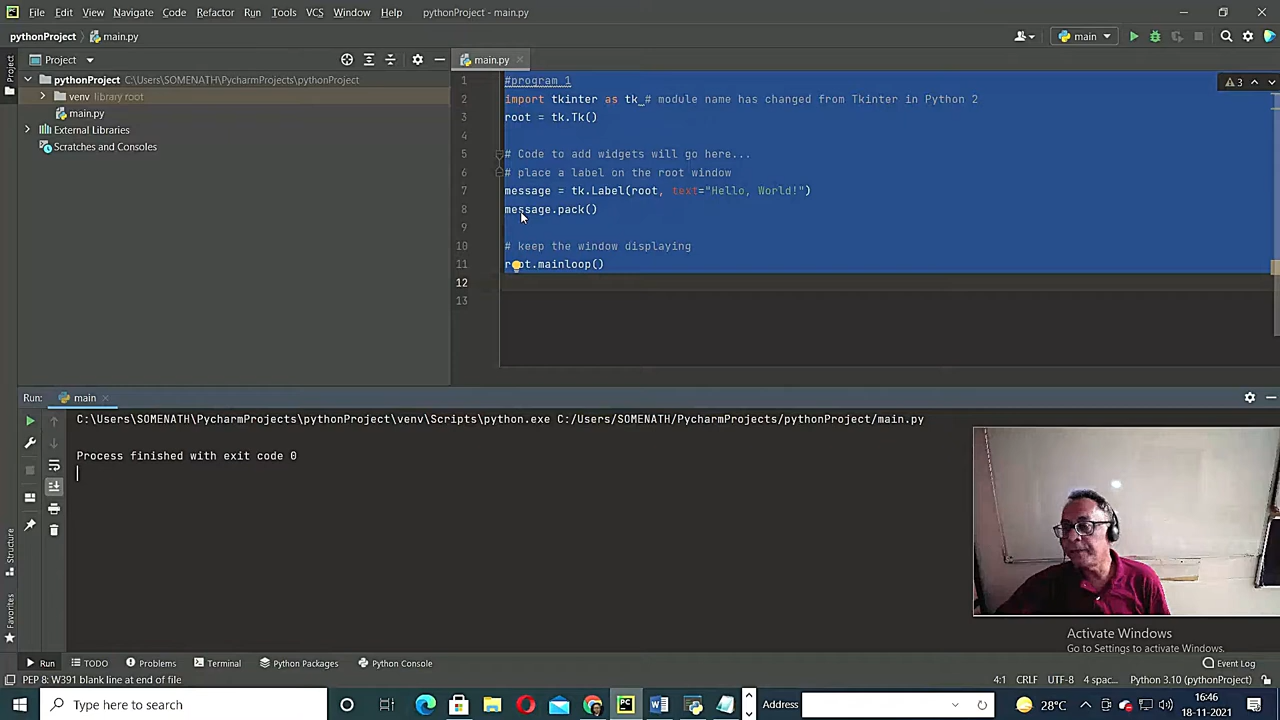 File Edit View Navigate Code Refactor Run Tools VCS Window Help pythonProject - main.py
pythonProject main.py
main
Project
main.py
pythonProject C:\Users\SOMENATH\PycharmProjects\pythonProject
venv library root
main.py
External Libraries
Scratches and Consoles
3
1 #program 1
2 import tkinter as tk # module name has changed from Tkinter in Python 2
3 root = tk.Tk()
4
5 # Code to add widgets will go here...
6 # place a label on the root window
7 message = tk.Label(root, text="Hello, World!")
8 message.pack()
9
10 # keep the window displaying
11 root.mainloop()
12
13
Project
Structure
Favorites
Run: main
C:\Users\SOMENATH\PycharmProjects\pythonProject\venv\Scripts\python.exe C:/Users/SOMENATH/PycharmProjects/pythonProject/main.py
Process finished with exit code 0
Activate Windows
Go to Settings to activate Windows.
Run TODO Problems Terminal Python Packages Python Console Event Log
PEP 8: W391 blank line at end of file 4:1 CRLF UTF-8 4 spac... Python 3.10 (pythonProject)
Type here to search
PC
Address
28°C
16:46
18-11-2021